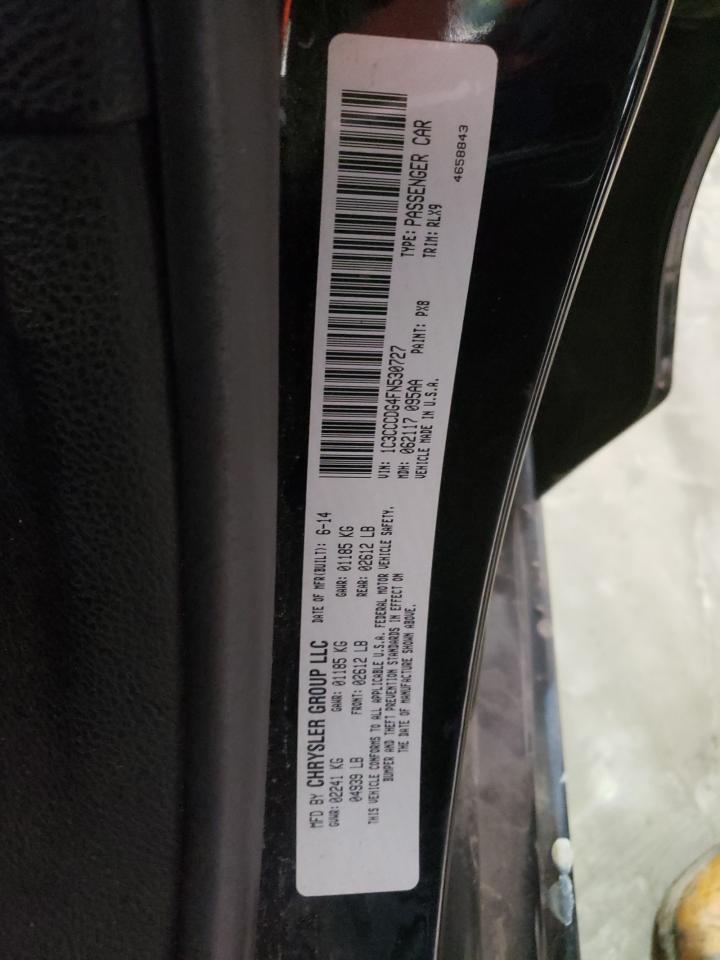 MFD BY CHRYSLER GROUP LLC DATE OF MFR(BUILT): 6-14
GVWR: 02241 KG GAWR: 01185 KG GAWR: 01185 KG
04939 LB FRONT: 02612 LB REAR: 02612 LB
THIS VEHICLE CONFORMS TO ALL APPLICABLE U.S.A. FEDERAL MOTOR VEHICLE SAFETY,
BUMPER AND THEFT PREVENTION STANDARDS IN EFFECT ON
THE DATE OF MANUFACTURE SHOWN ABOVE.
VIN: 1C3CCCDG4FN530727 TYPE: PASSENGER CAR
MDH: 062117 095AA PAINT: PX8 TRIM: RLX9
VEHICLE MADE IN U.S.A.
4658843